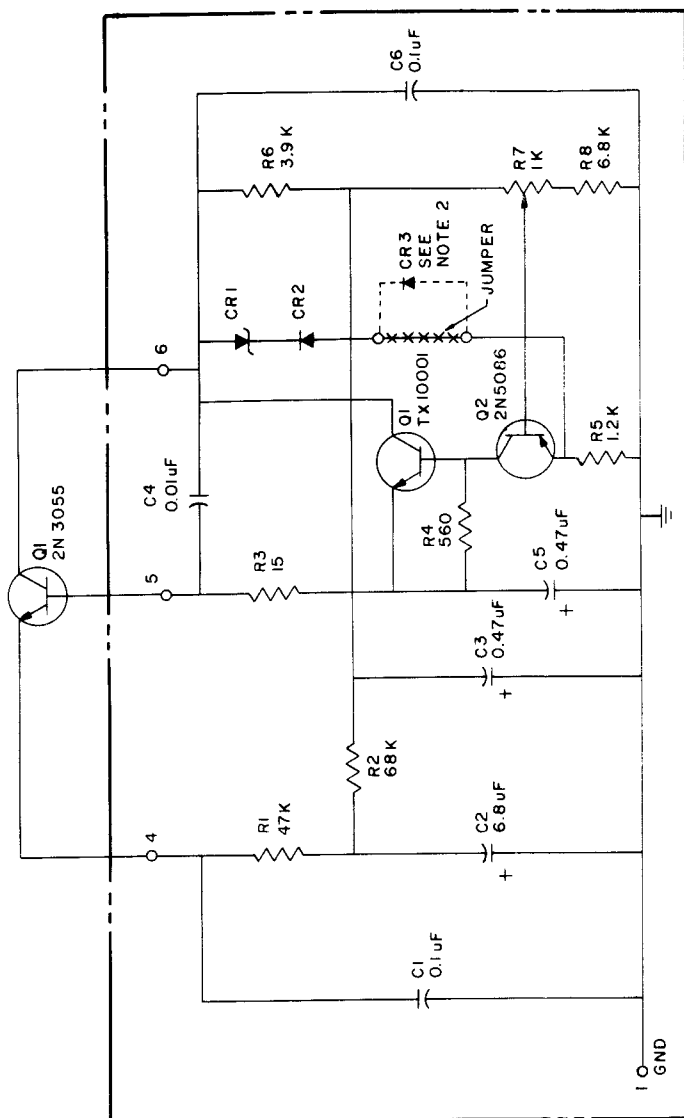 Q1
2N3055
4
5
6
C1
0.1uF
R1
47K
C2
6.8uF
R2
68K
C3
0.47uF
R3
15
C4
0.01uF
R4
560
C5
0.47uF
Q1
TX10001
Q2
2N5086
R5
1.2K
CR1
CR2
CR3
SEE
NOTE 2
JUMPER
R6
3.9K
R7
1K
R8
6.8K
C6
0.1uF
+
+
+
1
GND